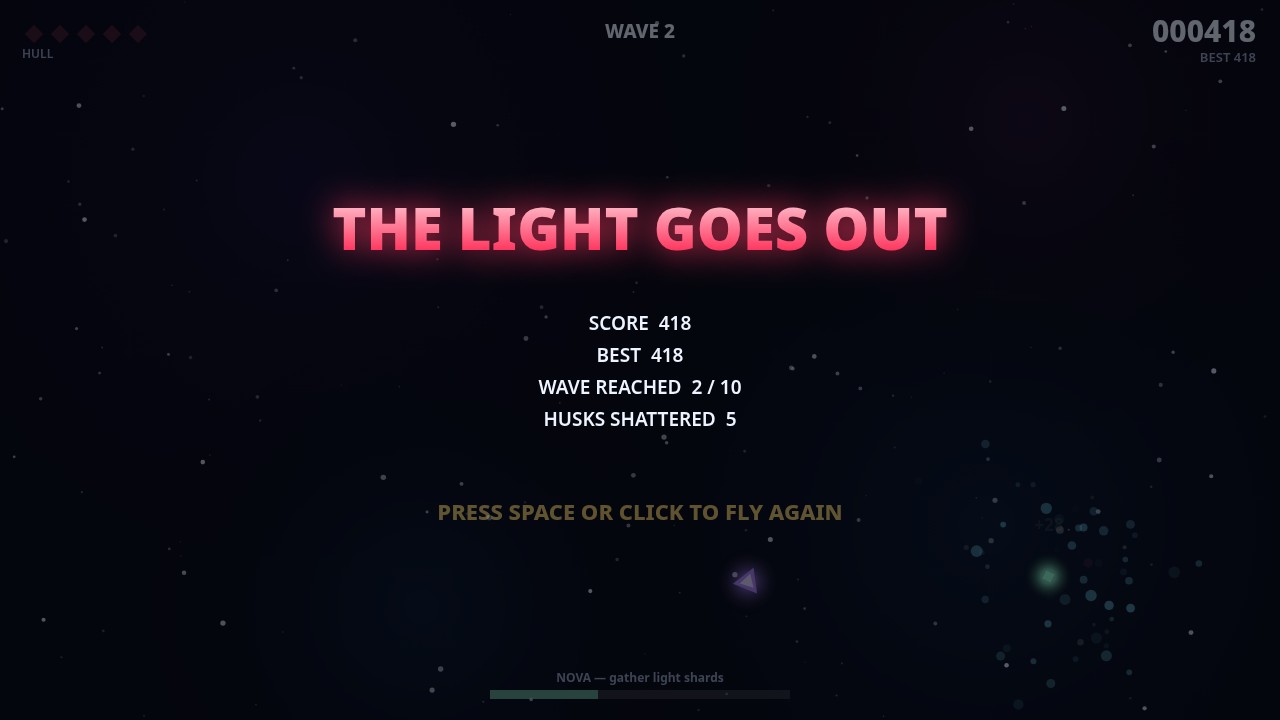 WAVE 2
000418
HULL
BEST 418
THE LIGHT GOES OUT
SCORE 418
BEST 418
WAVE REACHED 2 / 10
HUSKS SHATTERED 5
PRESS SPACE OR CLICK TO FLY AGAIN
NOVA — gather light shards